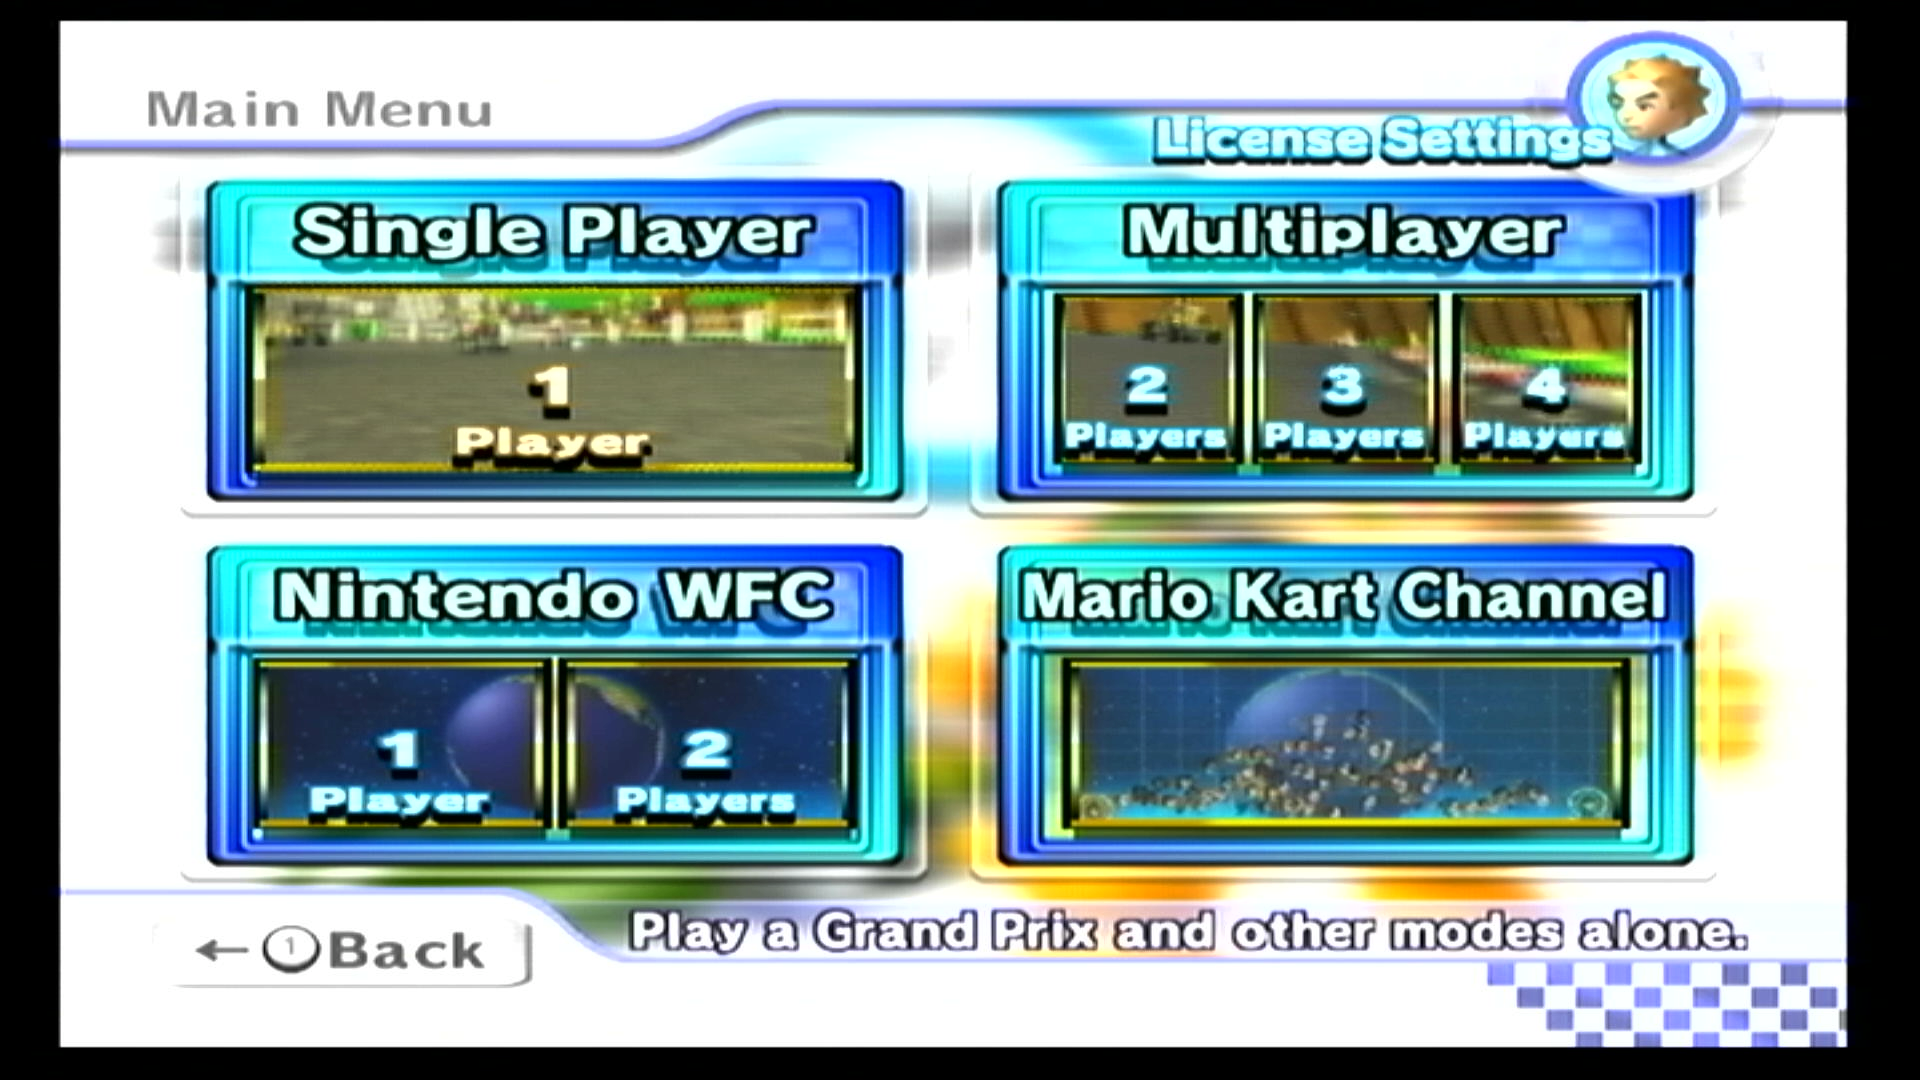 Main Menu
License Settings
Single Player
1
Player
Multiplayer
2
Players
3
Players
4
Players
Nintendo WFC
1
Player
2
Players
Mario Kart Channel
← 1 Back
Play a Grand Prix and other modes alone.